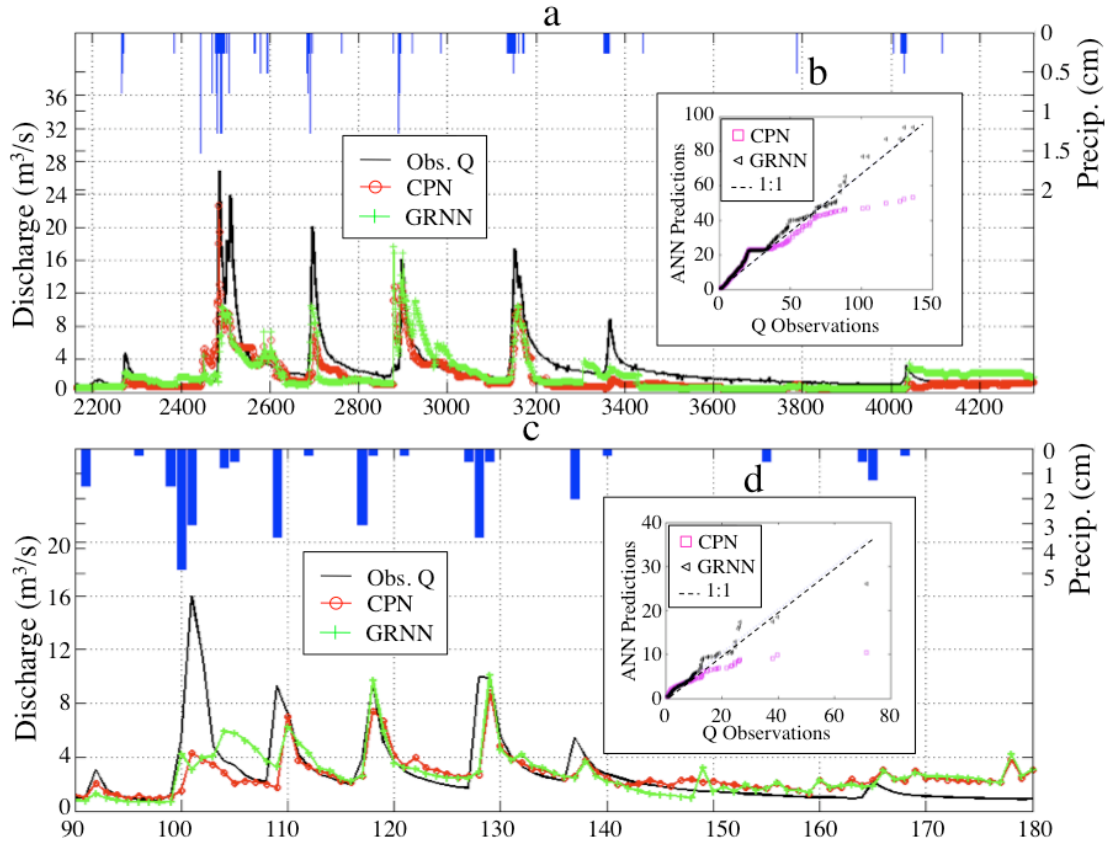 a
0
0.5
1
1.5
2
Precip. (cm)
36
32
28
24
20
16
12
8
4
0
Discharge (m³/s)
Obs. Q
CPN
GRNN
b
100
80
60
40
20
0
ANN Predictions
CPN
GRNN
1:1
0
50
100
150
Q Observations
2200 2400 2600 2800 3000 3200 3400 3600 3800 4000 4200
c
0
1
2
3
4
5
Precip. (cm)
20
16
12
8
4
0
Discharge (m³/s)
Obs. Q
CPN
GRNN
d
40
30
20
10
0
ANN Predictions
CPN
GRNN
1:1
0 20 40 60 80
Q Observations
90 100 110 120 130 140 150 160 170 180